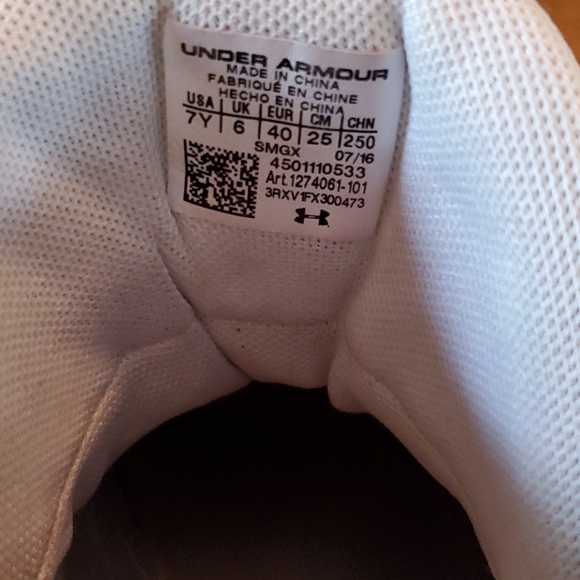 UNDER ARMOUR
MADE IN CHINA
FABRIQUÉ EN CHINE
HECHO EN CHINA
USA UK EUR CM CHN
7Y 6 40 25 250
SMGX 07/16
4501110533
Art.1274061-101
3RXV1FX300473